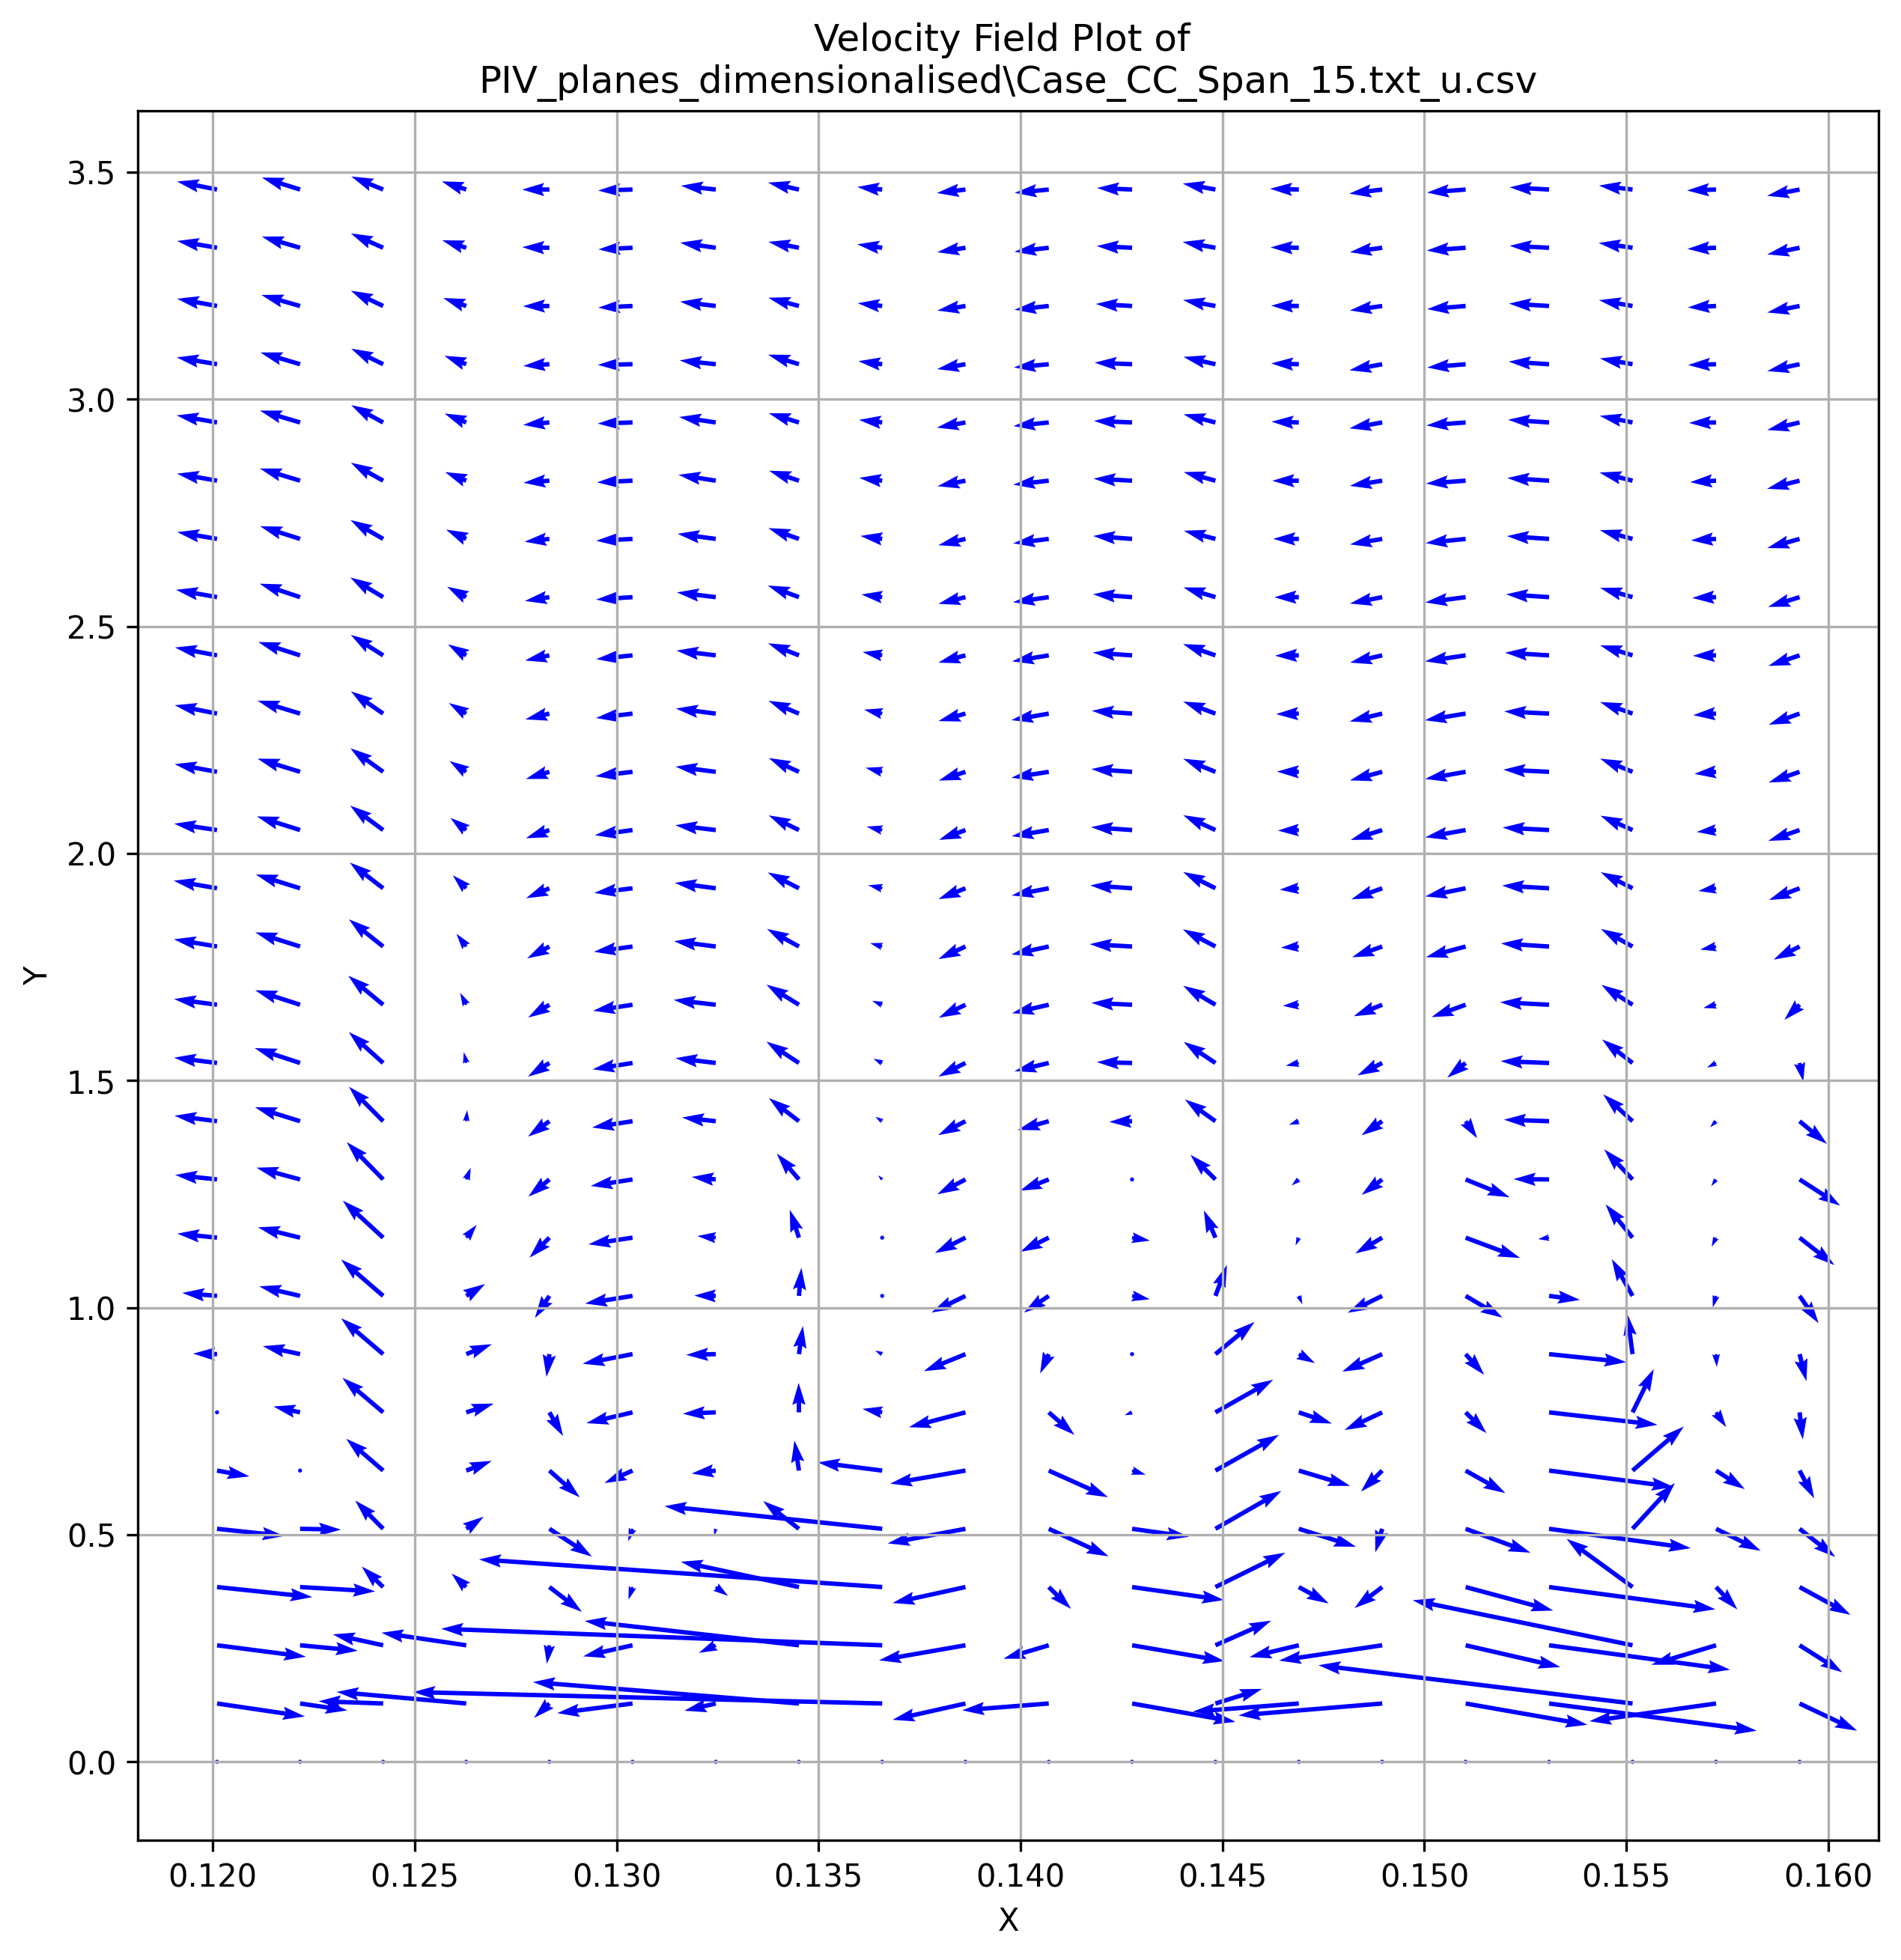 Velocity Field Plot of
PIV_planes_dimensionalised\Case_CC_Span_15.txt_u.csv
3.5
3.0
2.5
2.0
1.5
1.0
0.5
0.0
Y
0.120 0.125 0.130 0.135 0.140 0.145 0.150 0.155 0.160
X